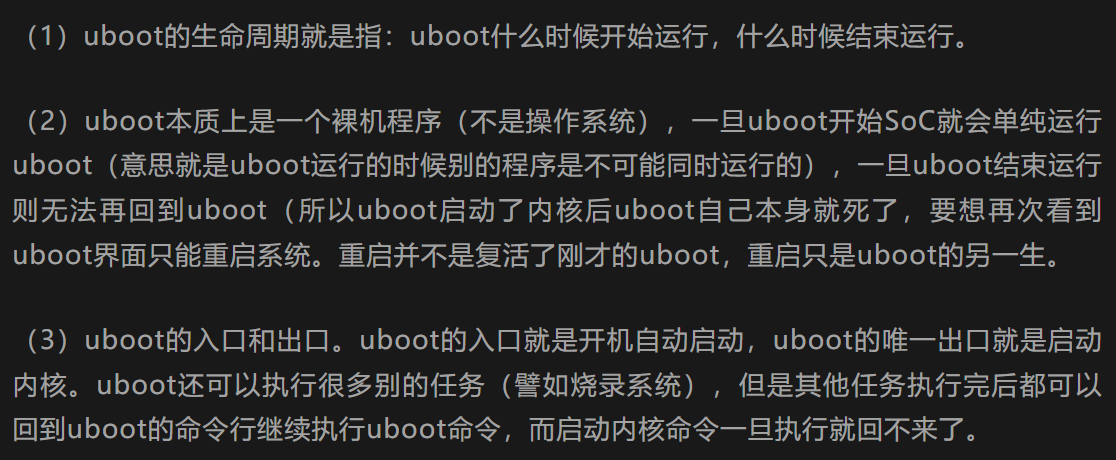 （1）uboot的生命周期就是指：uboot什么时候开始运行，什么时候结束运行。
（2）uboot本质上是一个裸机程序（不是操作系统），一旦uboot开始SoC就会单纯运行
uboot（意思就是uboot运行的时候别的程序是不可能同时运行的），一旦uboot结束运行
则无法再回到uboot（所以uboot启动了内核后uboot自己本身就死了，要想再次看到
uboot界面只能重启系统。重启并不是复活了刚才的uboot，重启只是uboot的另一生。
（3）uboot的入口和出口。uboot的入口就是开机自动启动，uboot的唯一出口就是启动
内核。uboot还可以执行很多别的任务（譬如烧录系统），但是其他任务执行完后都可以
回到uboot的命令行继续执行uboot命令，而启动内核命令一旦执行就回不来了。